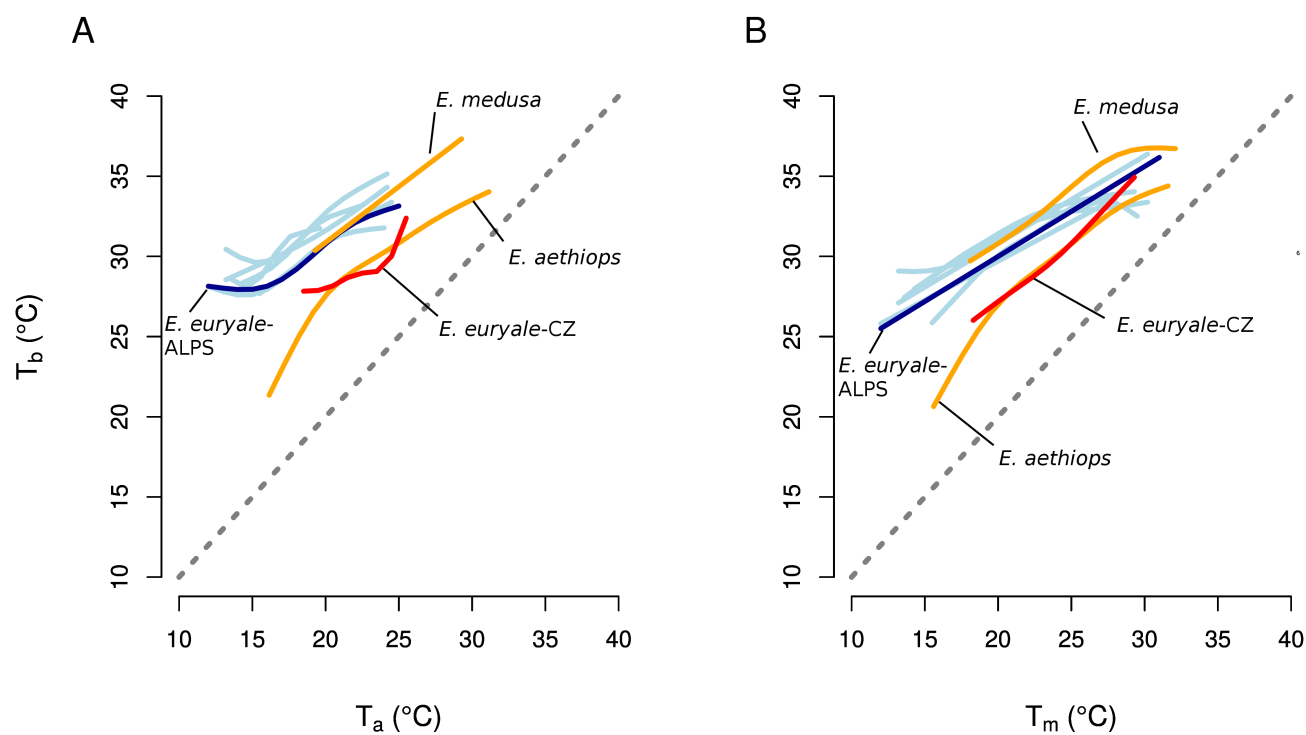 A
B
40
35
30
25
20
15
10
10 15 20 25 30 35 40
T_b (°C)
T_a (°C)
E. medusa
E. aethiops
E. euryale-CZ
E. euryale-
ALPS
40
35
30
25
20
15
10
10 15 20 25 30 35 40
T_m (°C)
E. medusa
E. euryale-CZ
E. euryale-
ALPS
E. aethiops